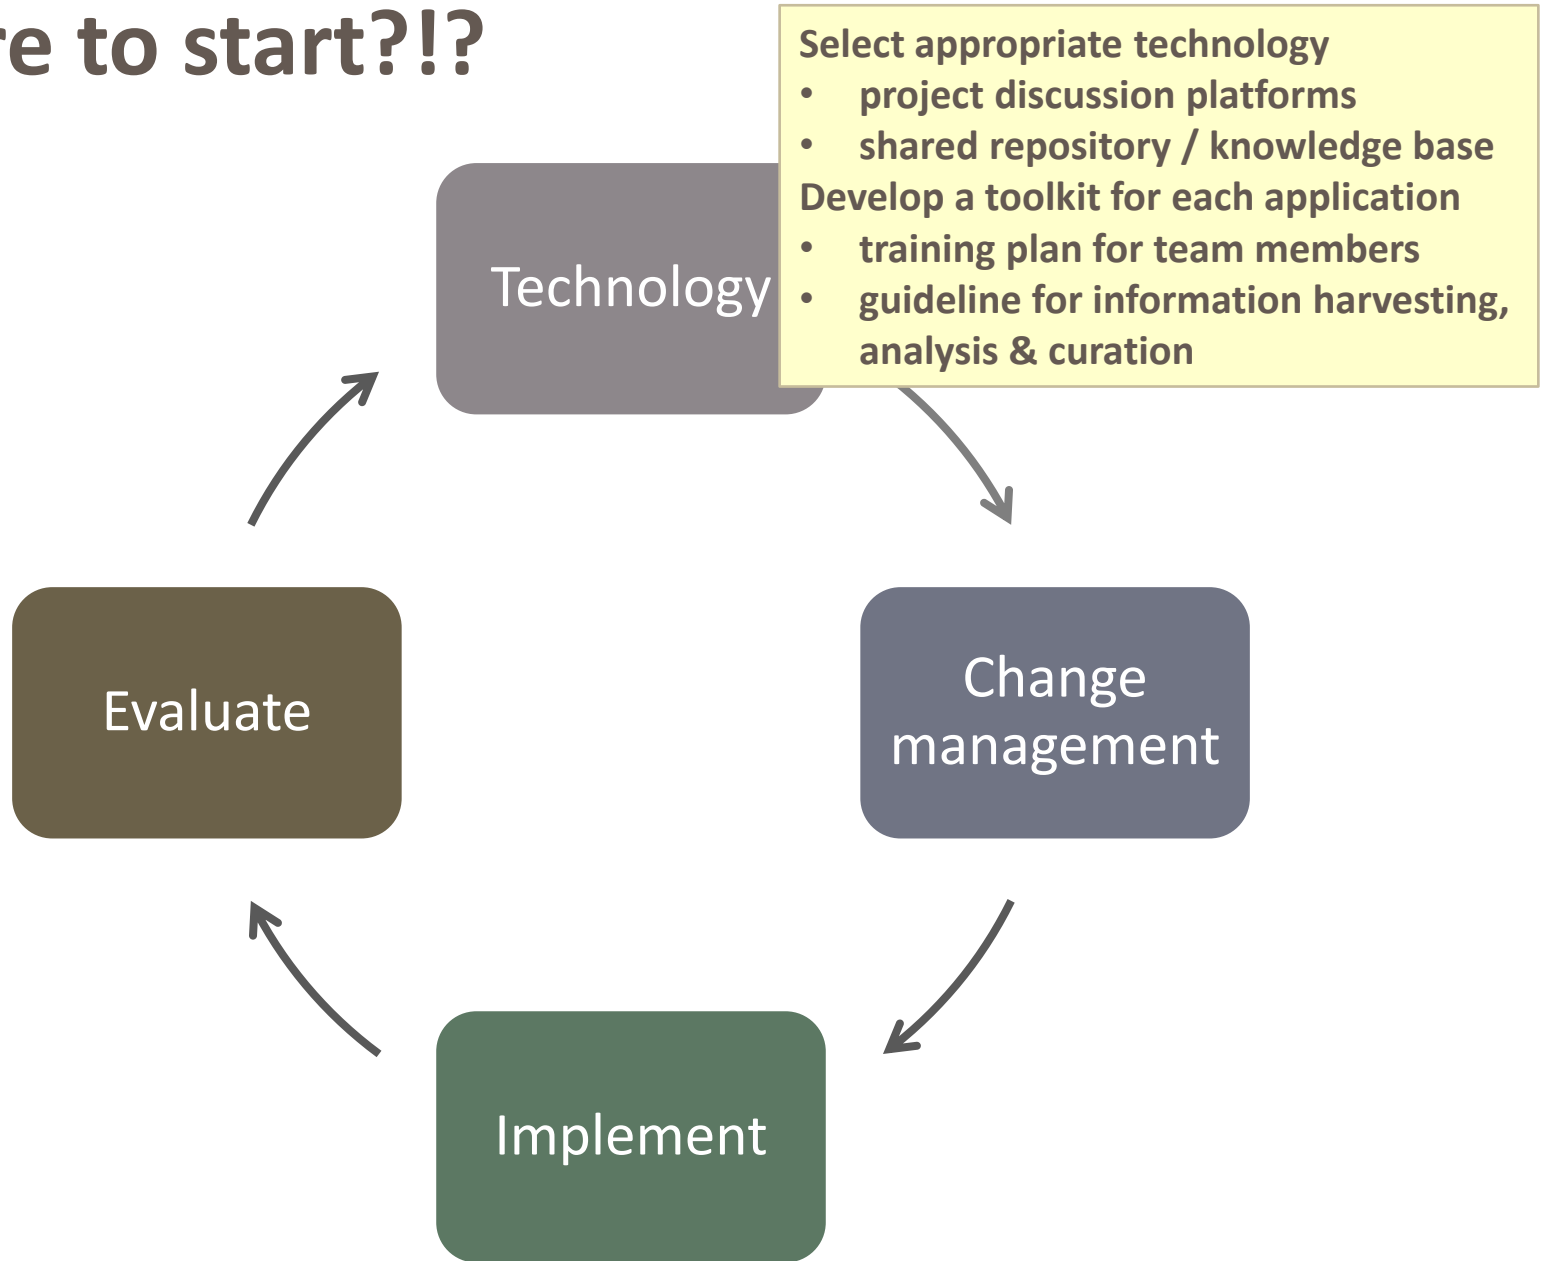 re to start?!?
Select appropriate technology
• project discussion platforms
• shared repository / knowledge base
Develop a toolkit for each application
• training plan for team members
• guideline for information harvesting,
analysis & curation
Technology
Evaluate
Change
management
Implement